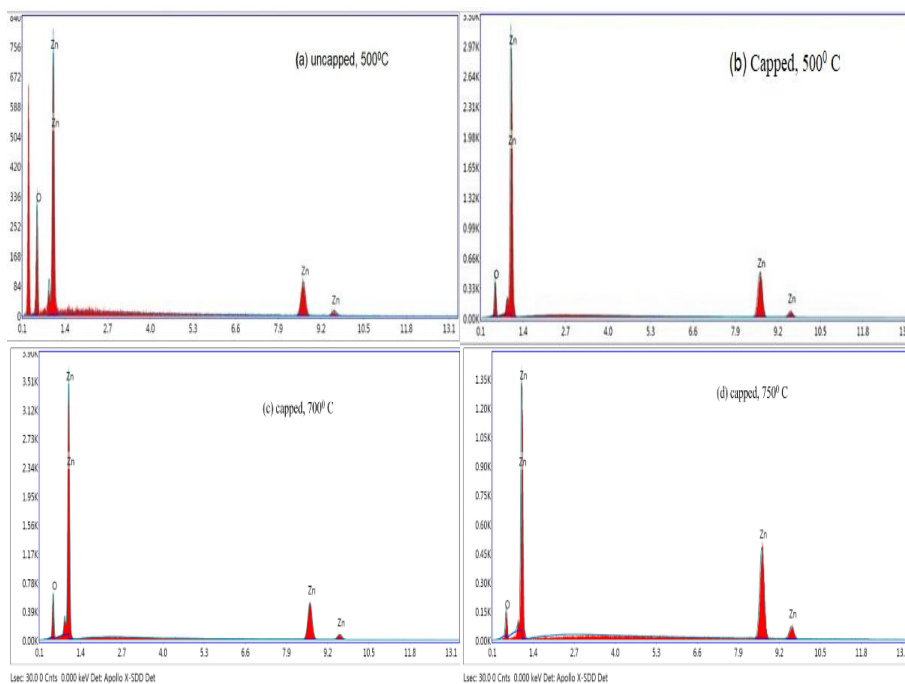 840
(a) uncapped, 500⁰C
756
672
588
504
420
336
252
168
84
0
Zn
Zn
O
Zn
Zn
0.1 1.4 2.7 4.0 5.3 6.6 7.9 9.2 10.5 11.8 13.1
3.30K
(b) Capped, 500⁰ C
2.97K
2.64K
2.31K
1.98K
1.65K
1.32K
0.99K
0.66K
0.33K
0.00K
Zn
Zn
O
Zn
Zn
0.1 1.4 2.7 4.0 5.3 6.6 7.9 9.2 10.5 11.8
3.90K
(c) capped, 700⁰ C
3.51K
3.12K
2.73K
2.34K
1.95K
1.56K
1.17K
0.78K
0.39K
0.00K
Zn
Zn
O
Zn
Zn
0.1 1.4 2.7 4.0 5.3 6.6 7.9 9.2 10.5 11.8 13.1
Lsec: 30.0 0 Cnts 0.000 keV Det: Apollo X-SDD Det
(d) capped, 750⁰ C
1.35K
1.20K
1.05K
0.90K
0.75K
0.60K
0.45K
0.30K
0.15K
0.00K
Zn
Zn
O
Zn
Zn
0.1 1.4 2.7 4.0 5.3 6.6 7.9 9.2 10.5 11.8
Lsec: 30.0 0 Cnts 0.000 keV Det: Apollo X-SDD Det